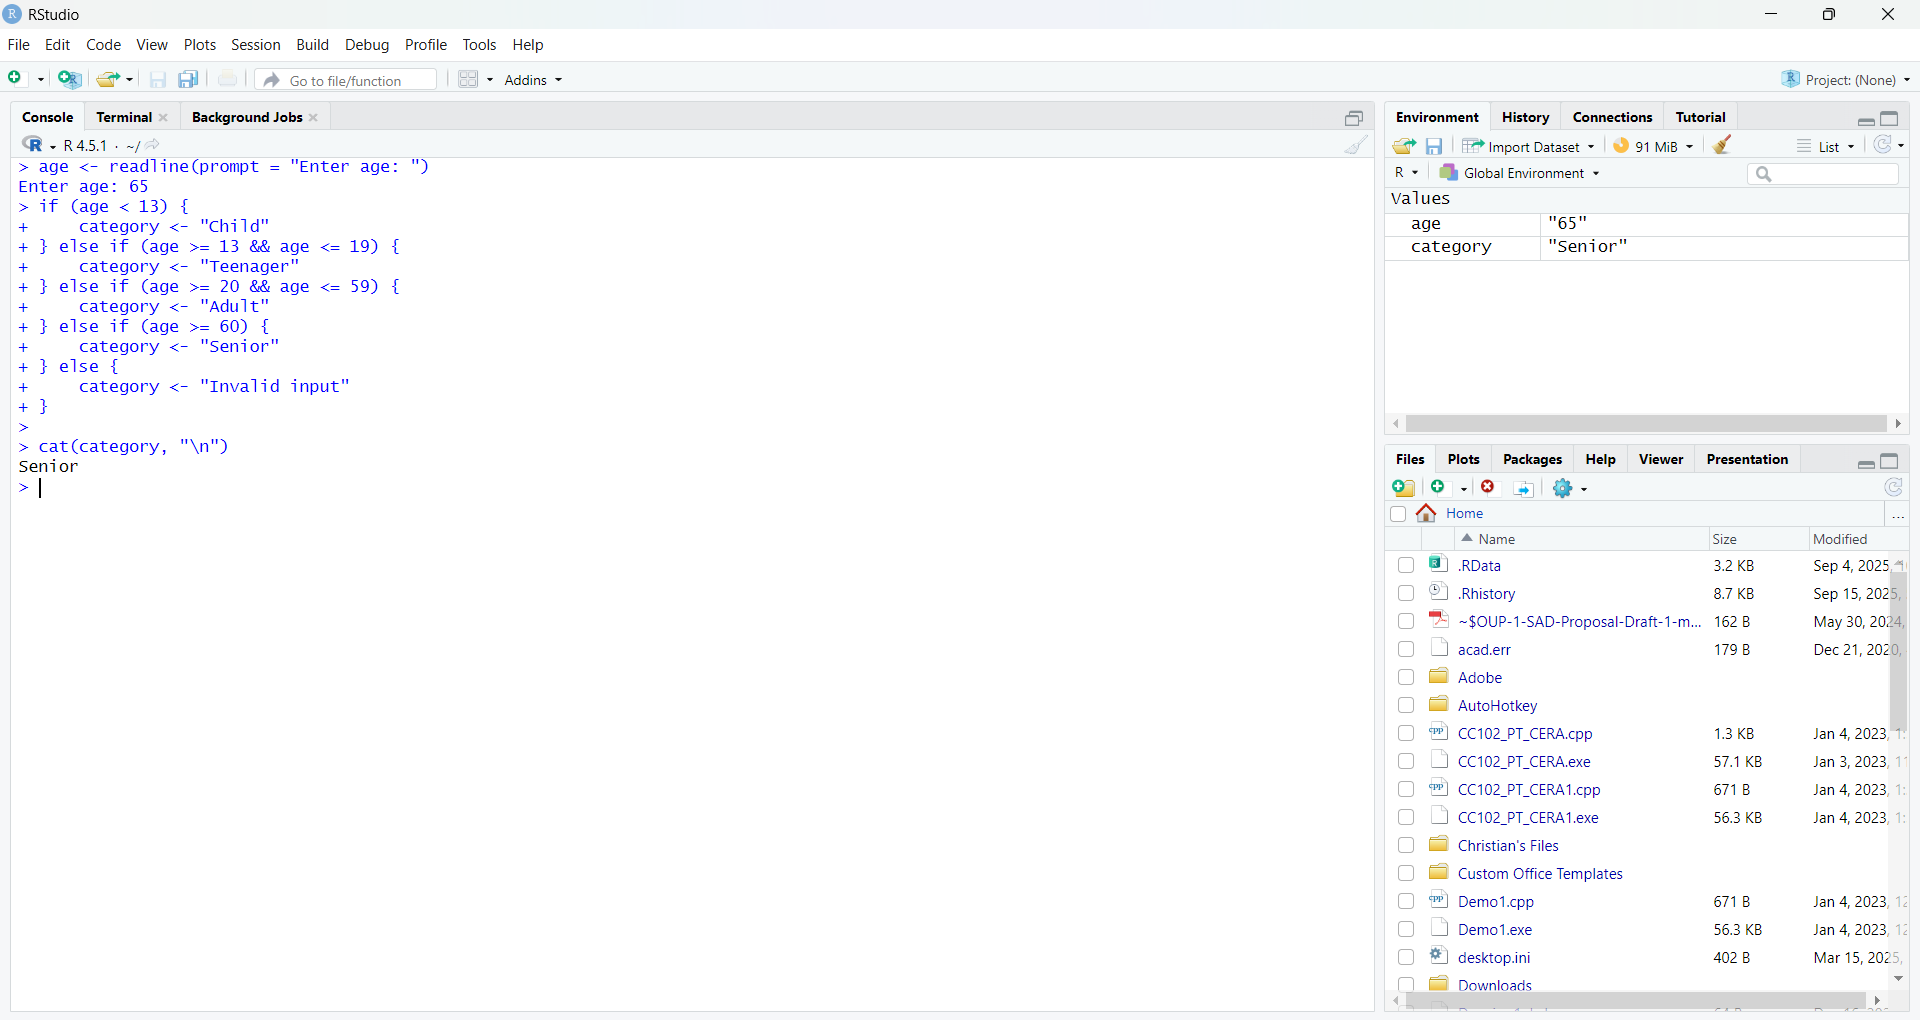 RStudio
File Edit Code View Plots Session Build Debug Profile Tools Help
Go to file/function Addins Project: (None)
Console Terminal Background Jobs
R 4.5.1 · ~/
> age <- readline(prompt = "Enter age: ")
Enter age: 65
> if (age < 13) {
+     category <- "Child"
+ } else if (age >= 13 && age <= 19) {
+     category <- "Teenager"
+ } else if (age >= 20 && age <= 59) {
+     category <- "Adult"
+ } else if (age >= 60) {
+     category <- "Senior"
+ } else {
+     category <- "Invalid input"
+ }
>
> cat(category, "\n")
Senior
>
Environment History Connections Tutorial
Import Dataset 91 MiB List
R Global Environment
Values
age "65"
category "Senior"
Files Plots Packages Help Viewer Presentation
Home ...
Name Size Modified
.RData 3.2 KB Sep 4, 2025,
.Rhistory 8.7 KB Sep 15, 2025,
~$OUP-1-SAD-Proposal-Draft-1-m... 162 B May 30, 2024,
acad.err 179 B Dec 21, 2020,
Adobe
AutoHotkey
CC102_PT_CERA.cpp 1.3 KB Jan 4, 2023,
CC102_PT_CERA.exe 57.1 KB Jan 3, 2023,
CC102_PT_CERA1.cpp 671 B Jan 4, 2023,
CC102_PT_CERA1.exe 56.3 KB Jan 4, 2023,
Christian's Files
Custom Office Templates
Demo1.cpp 671 B Jan 4, 2023,
Demo1.exe 56.3 KB Jan 4, 2023,
desktop.ini 402 B Mar 15, 2025,
Downloads